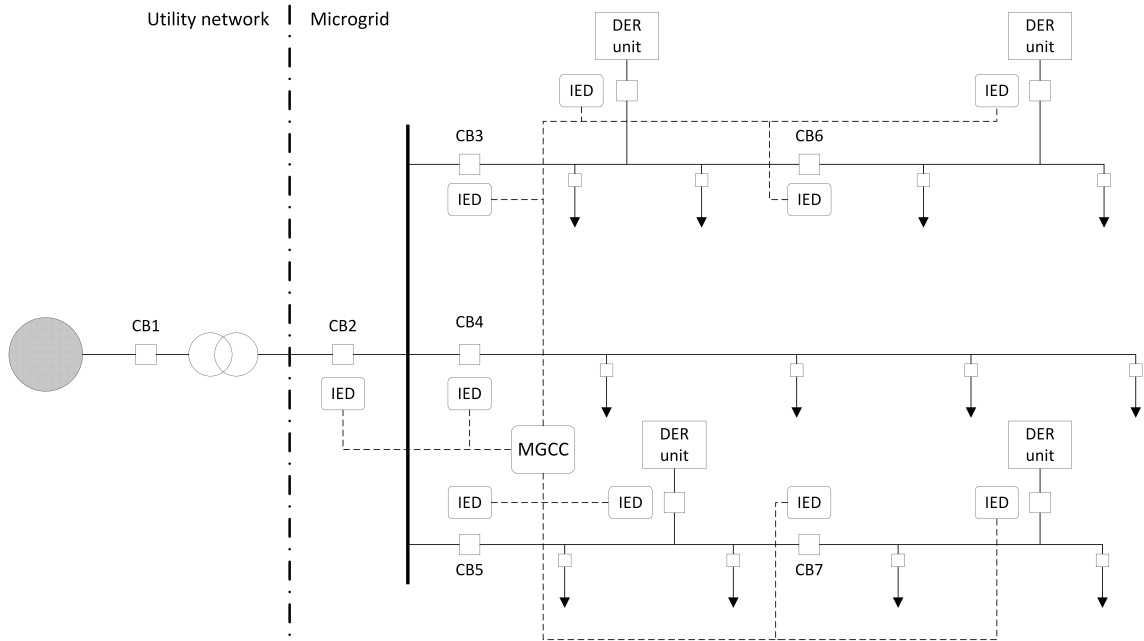 Utility network
Microgrid
DER
unit
DER
unit
IED
IED
CB3
CB6
IED
IED
CB1
CB2
CB4
IED
IED
MGCC
DER
unit
DER
unit
IED
IED
IED
IED
CB5
CB7